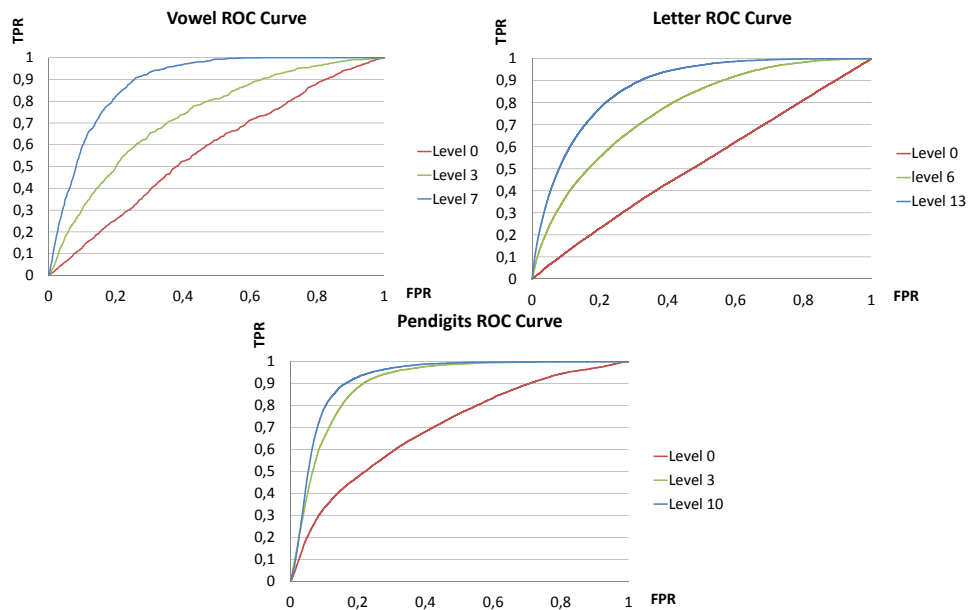 Vowel ROC Curve
TPR
1
0,9
0,8
0,7
0,6
0,5
0,4
0,3
0,2
0,1
0
0 0,2 0,4 0,6 0,8 1 FPR
Level 0
Level 3
Level 7
Letter ROC Curve
TPR
1
0,9
0,8
0,7
0,6
0,5
0,4
0,3
0,2
0,1
0
0 0,2 0,4 0,6 0,8 1
FPR
Level 0
level 6
Level 13
Pendigits ROC Curve
TPR
1
0,9
0,8
0,7
0,6
0,5
0,4
0,3
0,2
0,1
0
0 0,2 0,4 0,6 0,8 1
FPR
Level 0
Level 3
Level 10